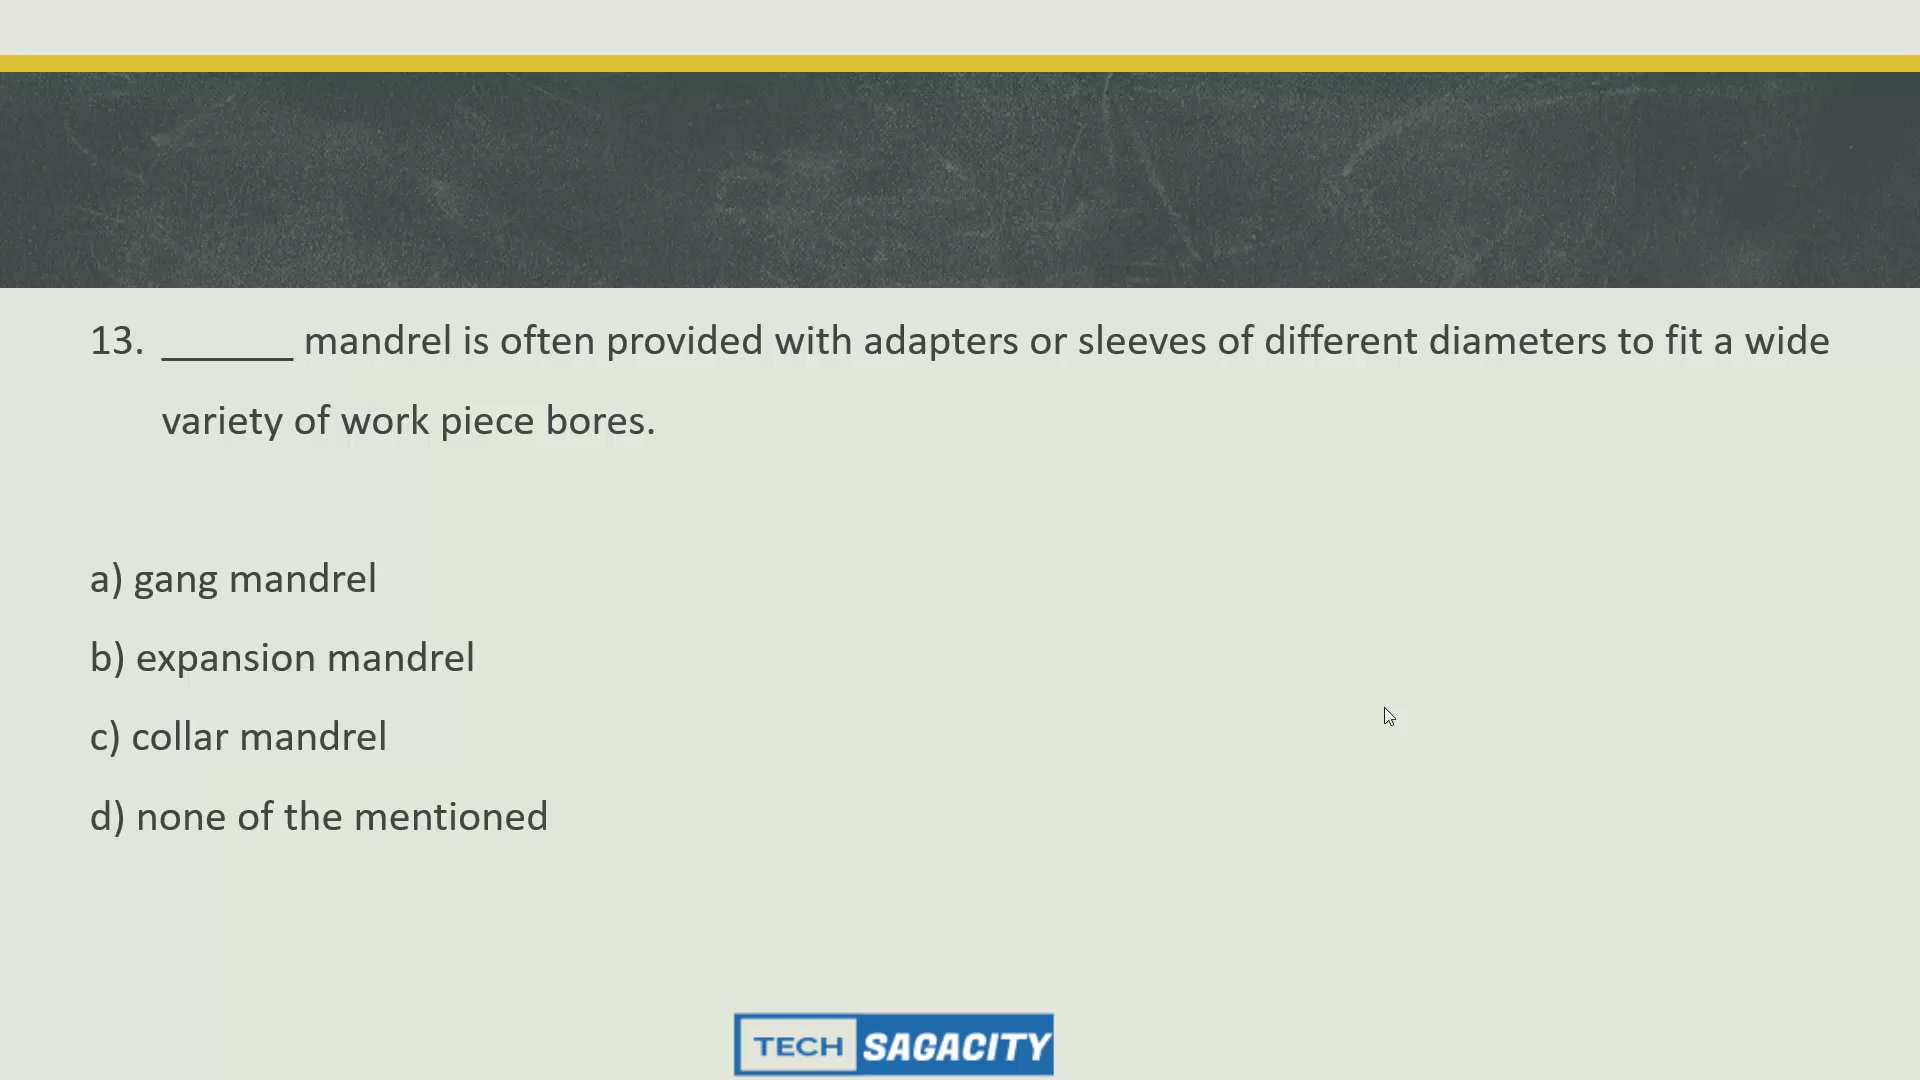 13. ______ mandrel is often provided with adapters or sleeves of different diameters to fit a wide
variety of work piece bores.
a) gang mandrel
b) expansion mandrel
c) collar mandrel
d) none of the mentioned
TECH SAGACITY